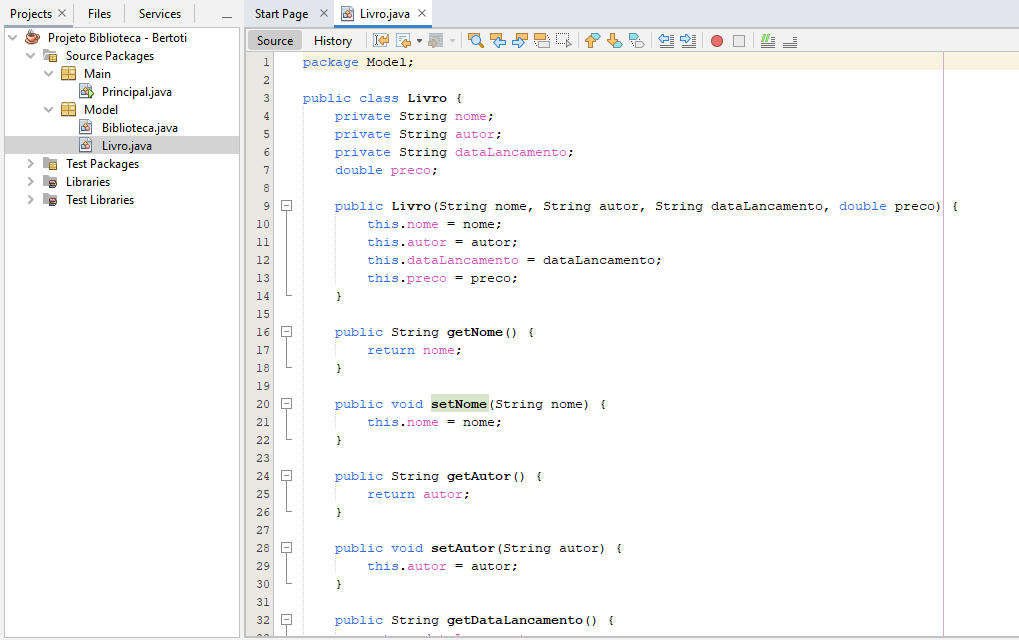 Projects
Files
Services
Projeto Biblioteca - Bertoti
Source Packages
Main
Principal.java
Model
Biblioteca.java
Livro.java
Test Packages
Libraries
Test Libraries
Start Page
Livro.java
Source
History
1 package Model;
2
3 public class Livro {
4 private String nome;
5 private String autor;
6 private String dataLancamento;
7 double preco;
8
9 public Livro(String nome, String autor, String dataLancamento, double preco) {
10 this.nome = nome;
11 this.autor = autor;
12 this.dataLancamento = dataLancamento;
13 this.preco = preco;
14 }
15
16 public String getNome() {
17 return nome;
18 }
19
20 public void setNome(String nome) {
21 this.nome = nome;
22 }
23
24 public String getAutor() {
25 return autor;
26 }
27
28 public void setAutor(String autor) {
29 this.autor = autor;
30 }
31
32 public String getDataLancamento() {